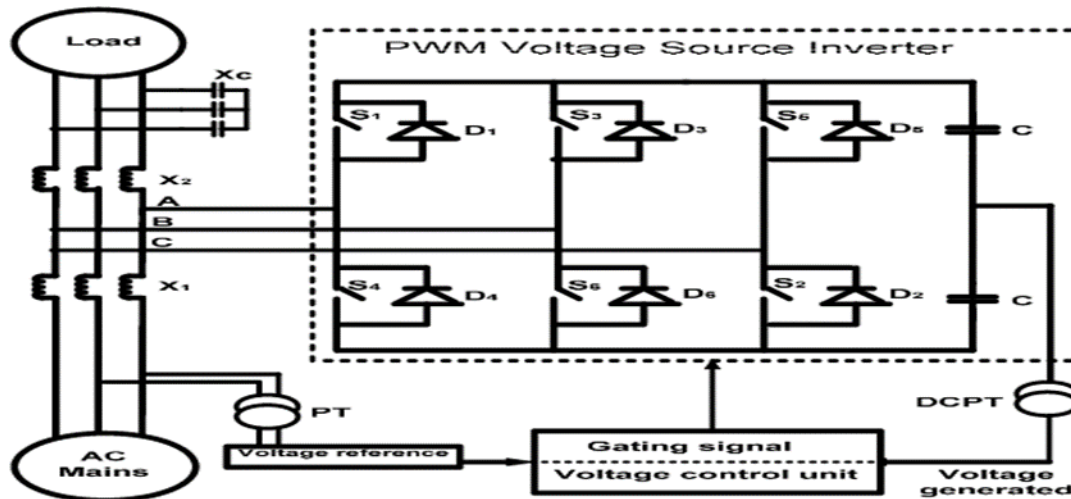 Load
PWM Voltage Source Inverter
Xc
S1
D1
S3
D3
S5
D5
C
X2
A
B
C
X1
S4
D4
S6
D6
S2
D2
C
PT
DCPT
AC
Mains
Voltage reference
Gating signal
Voltage control unit
Voltage
generated